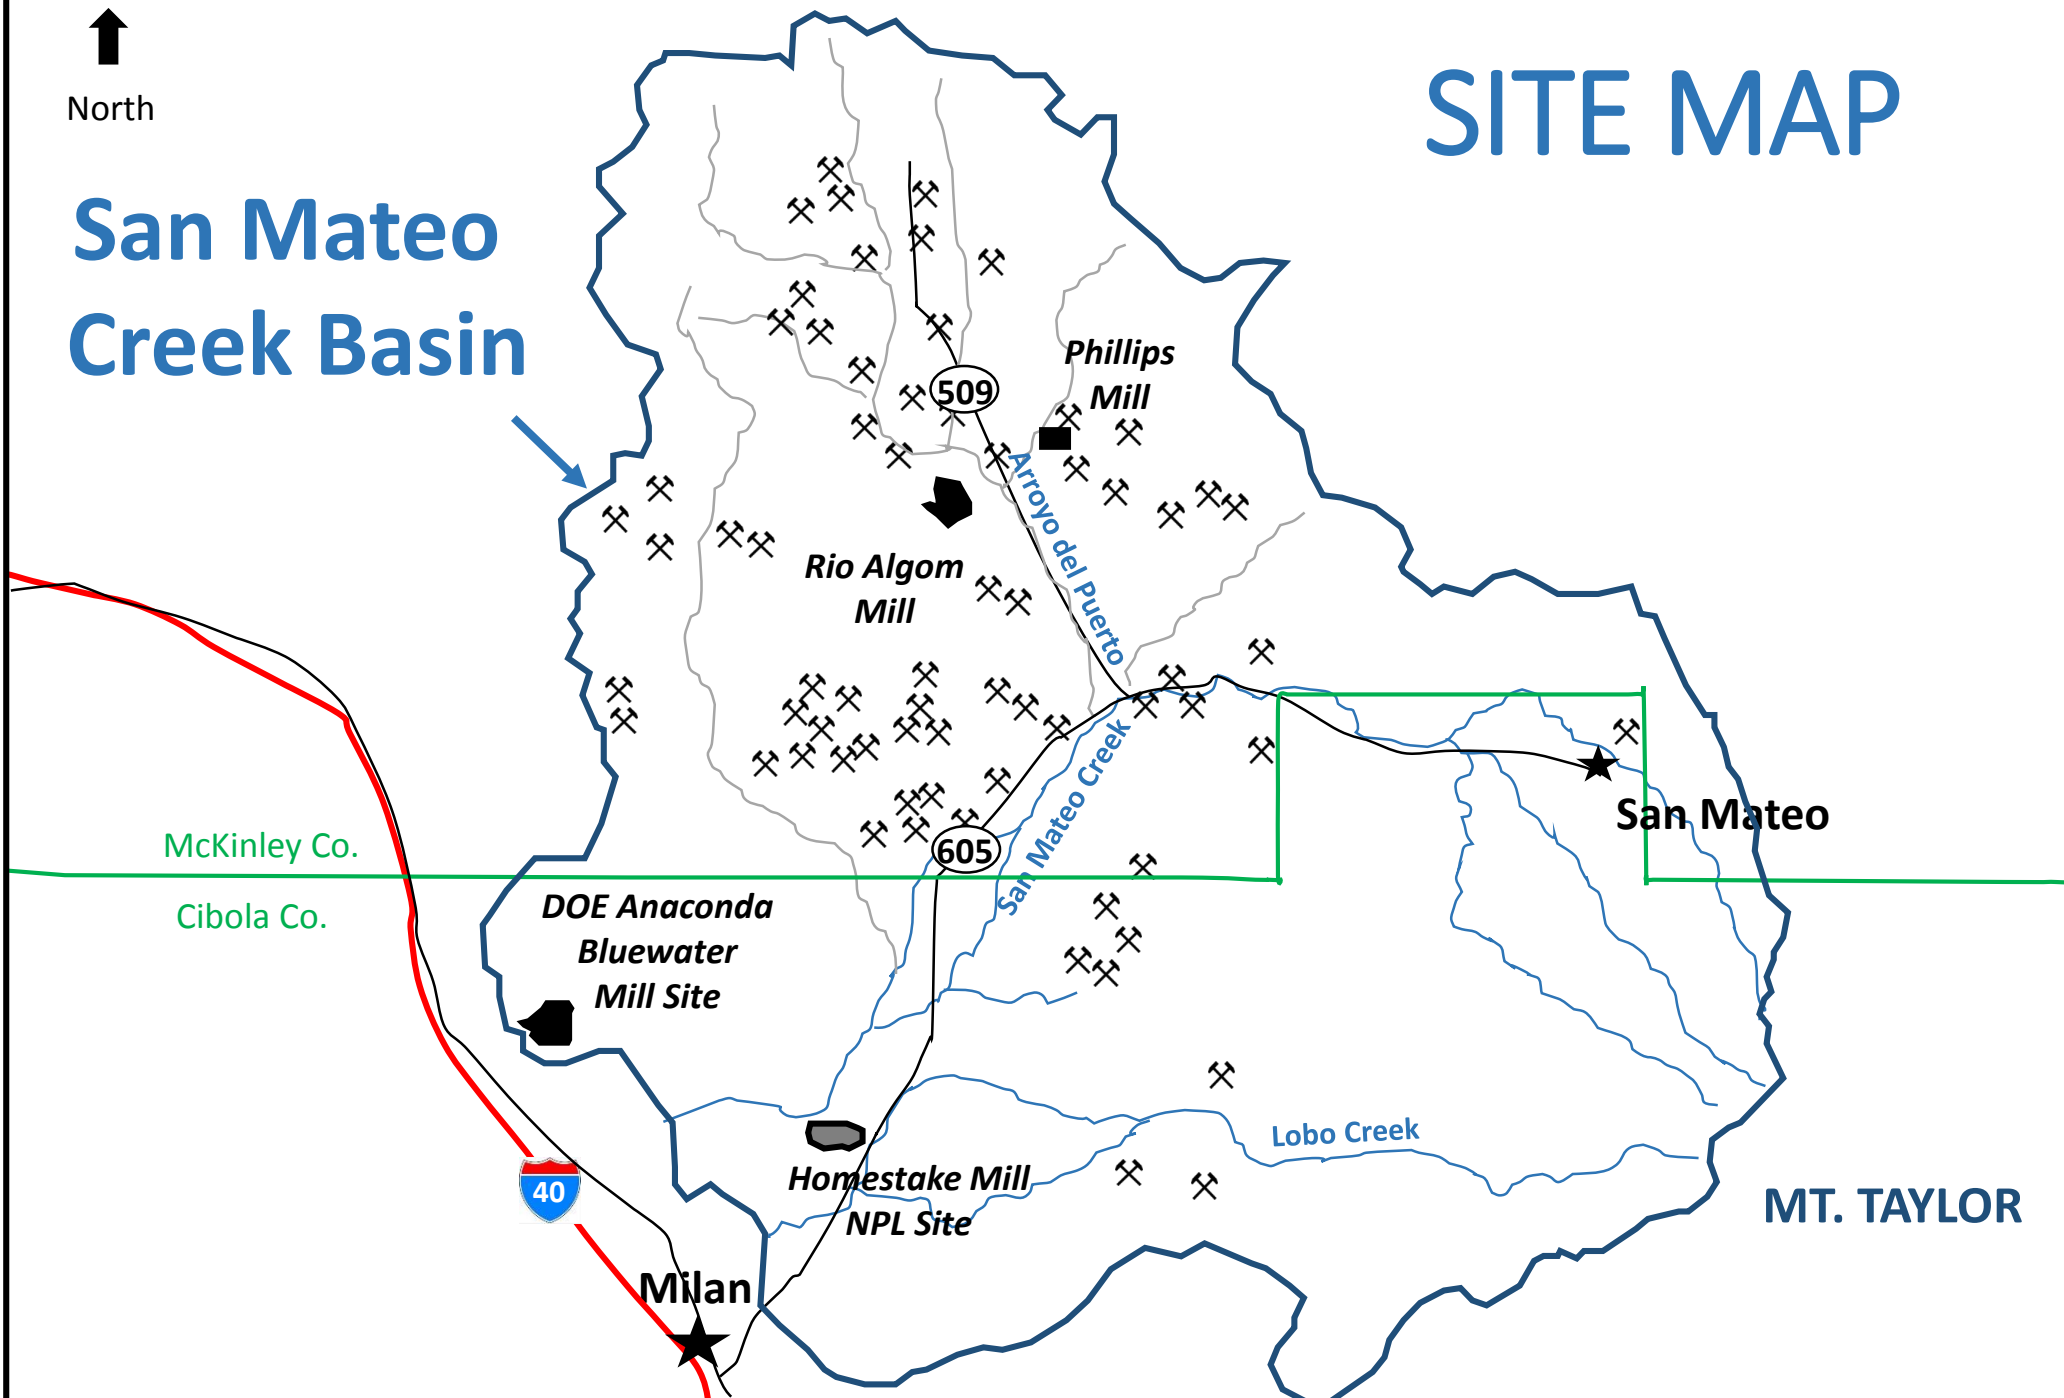 North
SITE MAP
San Mateo
Creek Basin
Phillips
Mill
509
Arroyo del Puerto
Rio Algom
Mill
San Mateo
McKinley Co.
605
San Mateo Creek
Cibola Co.
DOE Anaconda
Bluewater
Mill Site
Lobo Creek
Homestake Mill
NPL Site
40
MT. TAYLOR
Milan